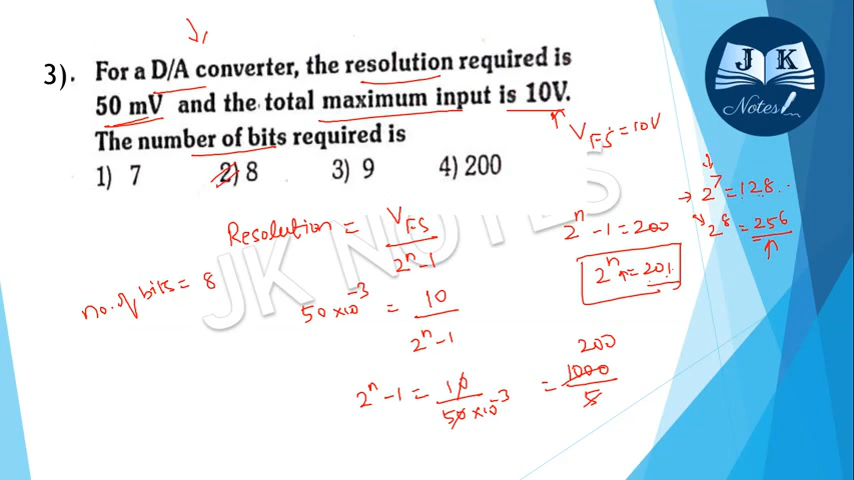 3). For a D/A converter, the resolution required is
50 mV and the total maximum input is 10V.
The number of bits required is
1) 7 2) 8 3) 9 4) 200
JK
Notes
V_FS = 10V
→ 2^7 = 128..
2^8 = 256
Resolution = V_FS / 2^n - 1
2^n - 1 = 200
2^n = 201
no. of bits = 8
50 × 10^-3 = 10 / 2^n - 1
2^n - 1 = 10 / 50 × 10^-3 = 1000 / 5
200
JK NOTES